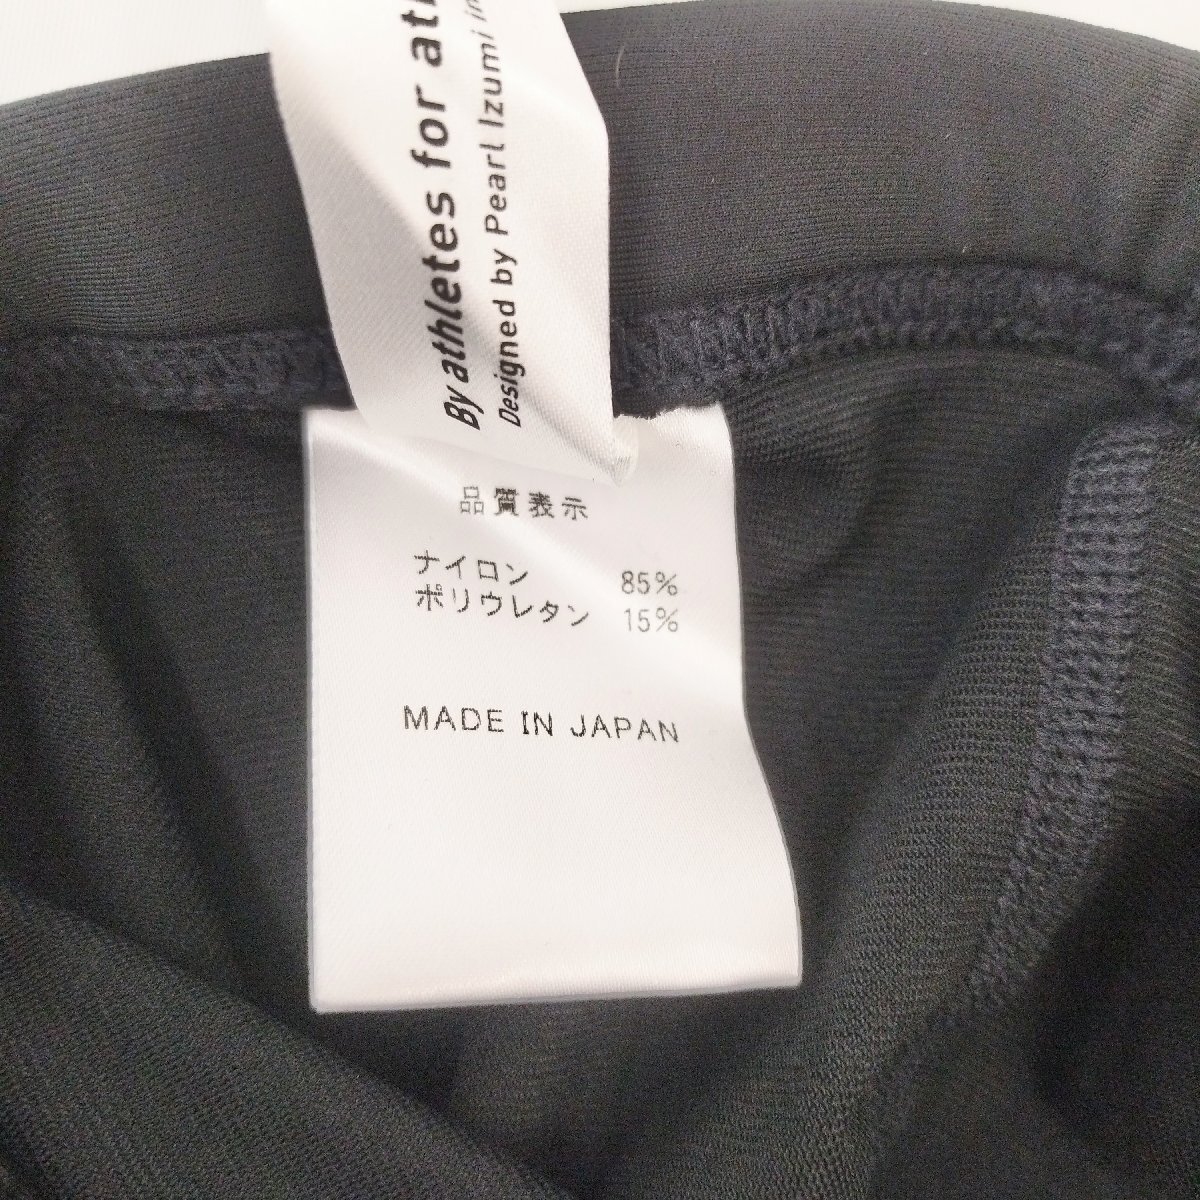 By athletes for
Designed by Pearl Izumi in
品質表示
ナイロン 85%
ポリウレタン 15%
MADE IN JAPAN